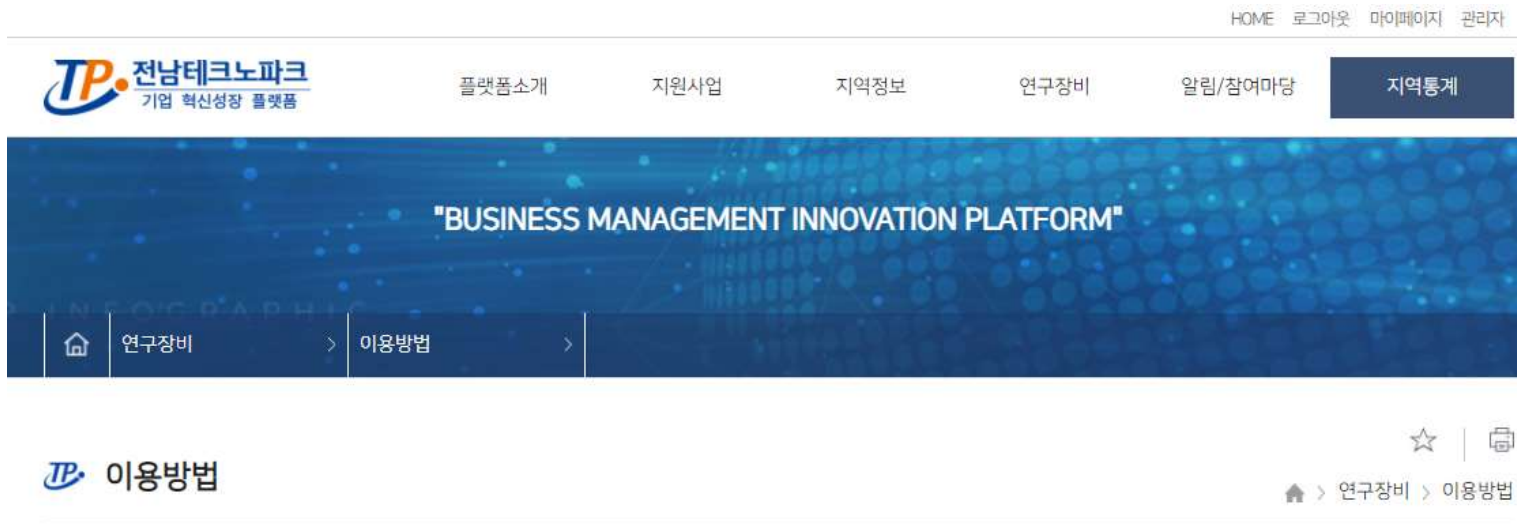 HOME 로그아웃 마이페이지 관리자
TP 전남테크노파크
기업 혁신성장 플랫폼
플랫폼소개 지원사업 지역정보 연구장비 알림/참여마당 지역통계
"BUSINESS MANAGEMENT INNOVATION PLATFORM"
INFO'GRAPHIC
연구장비 > 이용방법 >
TP 이용방법
> 연구장비 > 이용방법